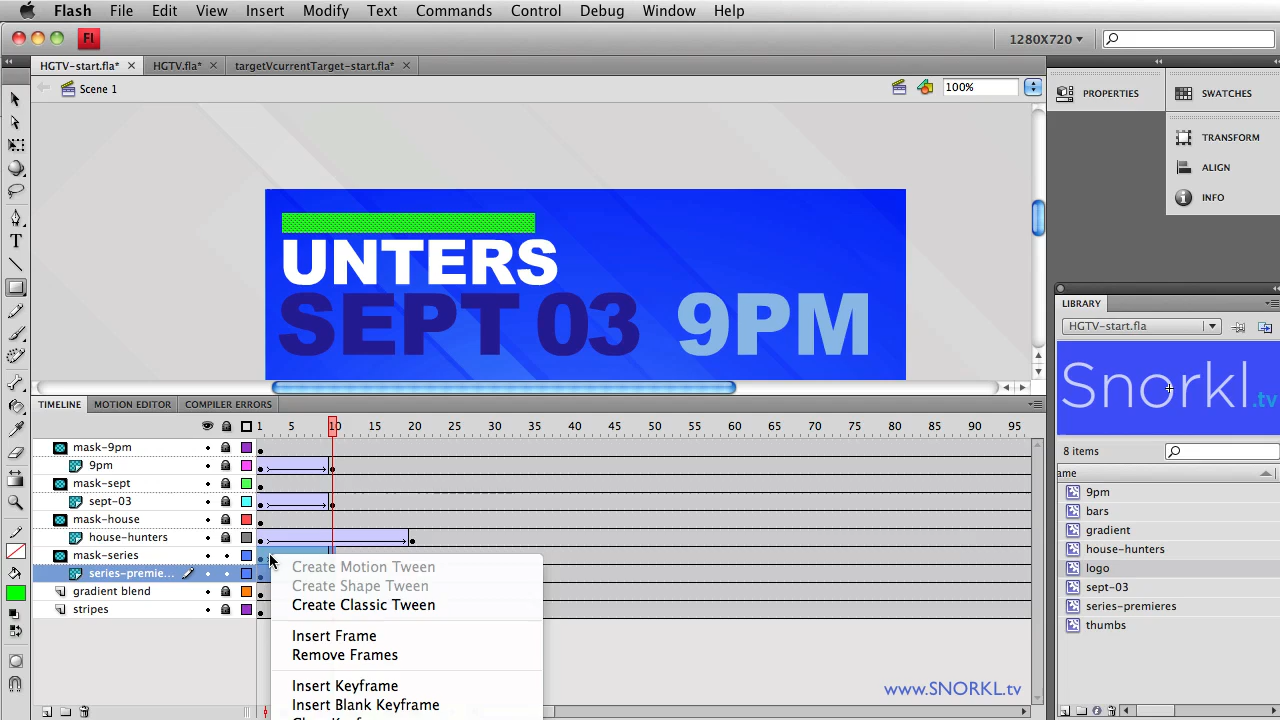 Flash File Edit View Insert Modify Text Commands Control Debug Window Help
Fl 1280X720
HGTV-start.fla* HGTV.fla* targetVcurrentTarget-start.fla*
Scene 1 100%
PROPERTIES SWATCHES
TRANSFORM
ALIGN
INFO
UNTERS
SEPT 03 9PM
LIBRARY
HGTV-start.fla
Snorkl.tv
8 items
ame
9pm
bars
gradient
house-hunters
logo
sept-03
series-premieres
thumbs
TIMELINE MOTION EDITOR COMPILER ERRORS
1 5 10 15 20 25 30 35 40 45 50 55 60 65 70 75 80 85 90 95
mask-9pm
9pm
mask-sept
sept-03
mask-house
house-hunters
mask-series
series-premie...
gradient blend
stripes
Create Motion Tween
Create Shape Tween
Create Classic Tween
Insert Frame
Remove Frames
Insert Keyframe
Insert Blank Keyframe
www.SNORKL.tv